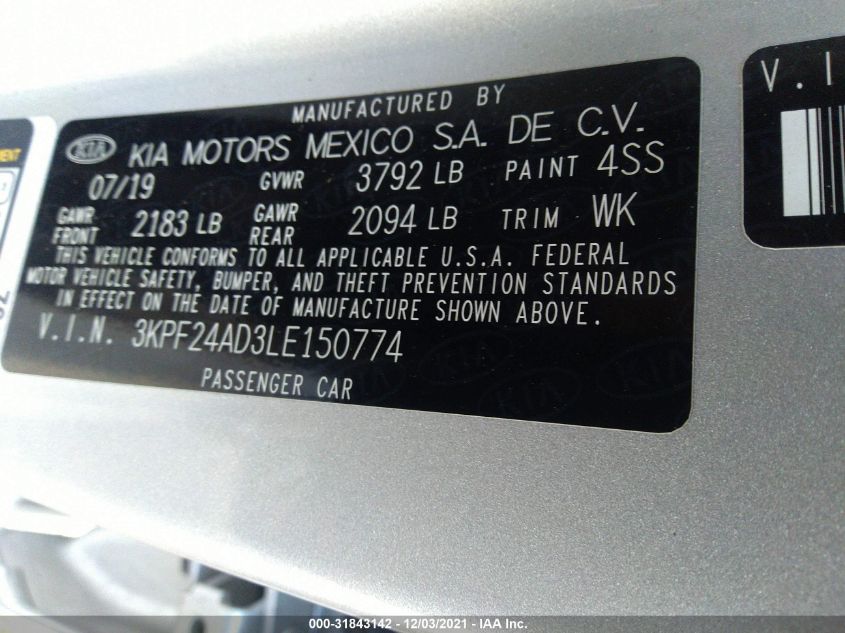 MANUFACTURED BY
KIA KIA MOTORS MEXICO S.A. DE C.V.
07/19 GVWR 3792 LB PAINT 4SS
GAWR FRONT 2183 LB GAWR REAR 2094 LB TRIM WK
THIS VEHICLE CONFORMS TO ALL APPLICABLE U.S.A. FEDERAL
MOTOR VEHICLE SAFETY, BUMPER, AND THEFT PREVENTION STANDARDS
IN EFFECT ON THE DATE OF MANUFACTURE SHOWN ABOVE.
V.I.N. 3KPF24AD3LE150774
PASSENGER CAR
V.I
000-31843142 - 12/03/2021 - IAA Inc.